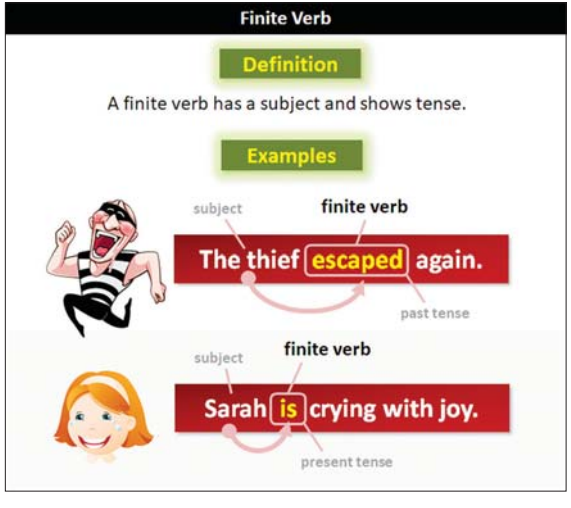 Finite Verb
Definition
A finite verb has a subject and shows tense.
Examples
subject
finite verb
The thief escaped again.
past tense
subject
finite verb
Sarah is crying with joy.
present tense